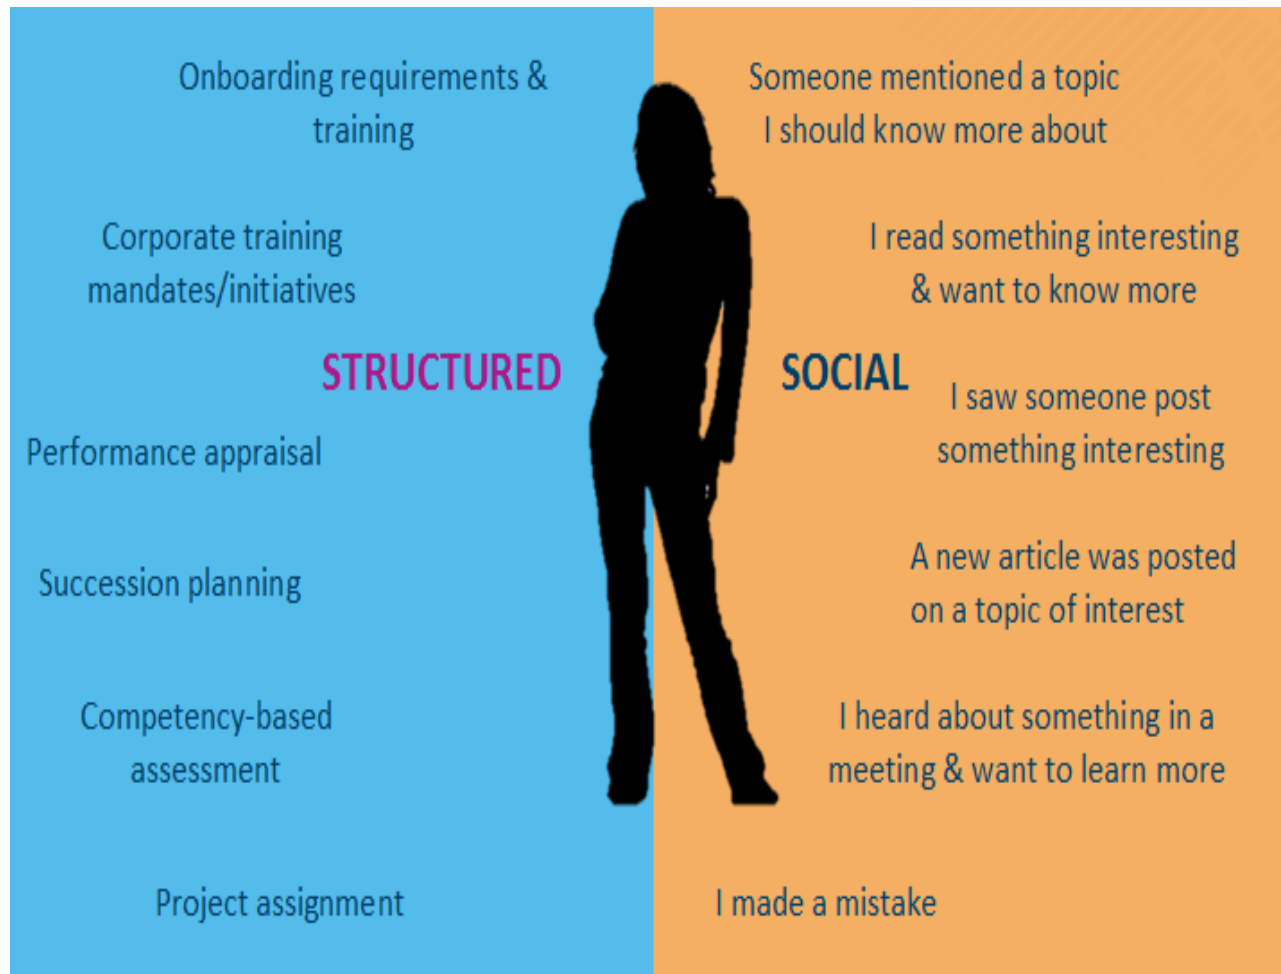 Onboarding requirements &
training
Corporate training
mandates/initiatives
STRUCTURED
Performance appraisal
Succession planning
Competency-based
assessment
Project assignment
Someone mentioned a topic
I should know more about
I read something interesting
& want to know more
SOCIAL
I saw someone post
something interesting
A new article was posted
on a topic of interest
I heard about something in a
meeting & want to learn more
I made a mistake